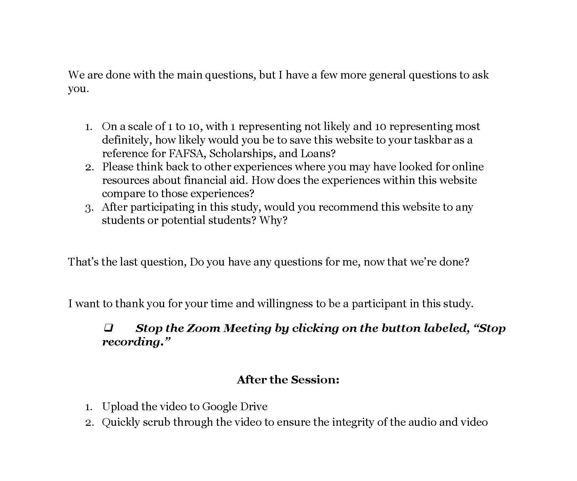 We are done with the main questions, but I have a few more general questions to ask
you.
1. On a scale of 1 to 10, with 1 representing not likely and 10 representing most
definitely, how likely would you be to save this website to your taskbar as a
reference for FAFSA, Scholarships, and Loans?
2. Please think back to other experiences where you may have looked for online
resources about financial aid. How does the experiences within this website
compare to those experiences?
3. After participating in this study, would you recommend this website to any
students or potential students? Why?
That's the last question, Do you have any questions for me, now that we're done?
I want to thank you for your time and willingness to be a participant in this study.
❏ Stop the Zoom Meeting by clicking on the button labeled, “Stop
recording.”
After the Session:
1. Upload the video to Google Drive
2. Quickly scrub through the video to ensure the integrity of the audio and video